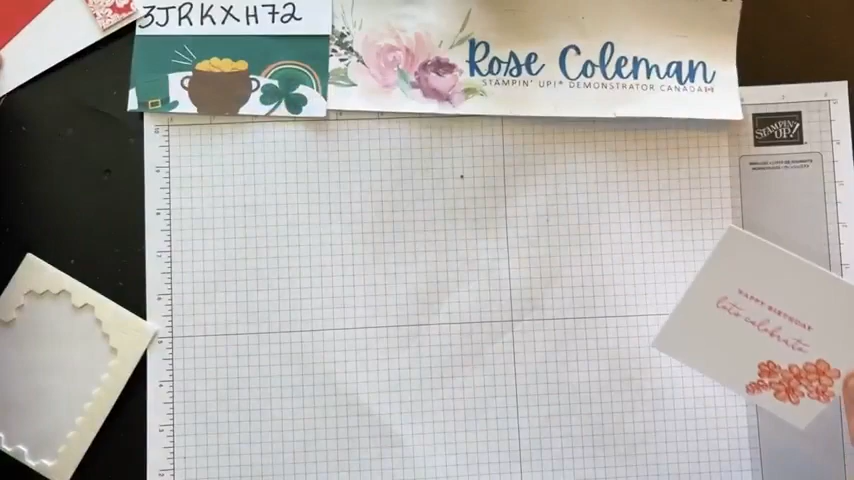 3JRKXH72
Rose Coleman
STAMPIN' UP!® DEMONSTRATOR CANADA
STAMPIN' UP!
HAPPY BIRTHDAY
let's celebrate